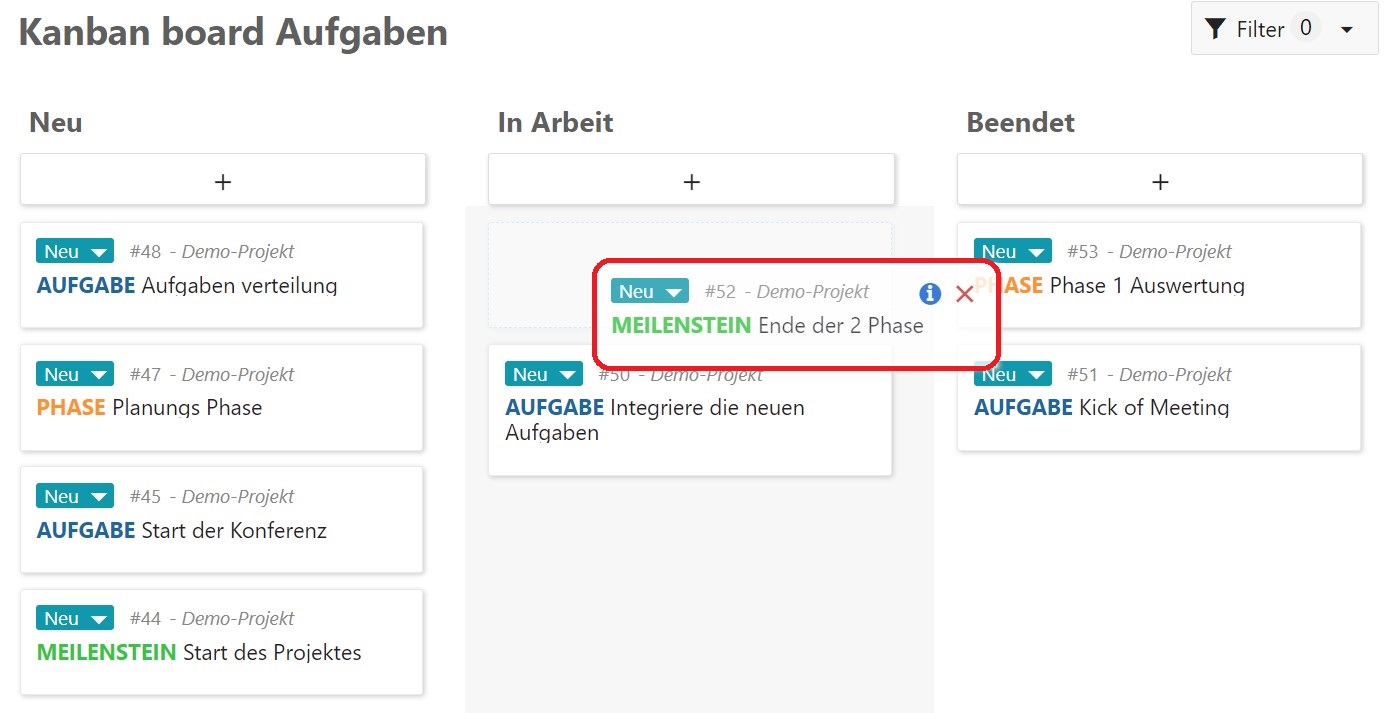 Kanban board Aufgaben
Filter 0
Neu
+
Neu #48 - Demo-Projekt
AUFGABE Aufgaben verteilung
Neu #47 - Demo-Projekt
PHASE Planungs Phase
Neu #45 - Demo-Projekt
AUFGABE Start der Konferenz
Neu #44 - Demo-Projekt
MEILENSTEIN Start des Projektes
In Arbeit
+
Neu #52 - Demo-Projekt
MEILENSTEIN Ende der 2 Phase
Neu #50 - Demo-Projekt
AUFGABE Integriere die neuen
Aufgaben
Beendet
+
Neu #53 - Demo-Projekt
PHASE Phase 1 Auswertung
Neu #51 - Demo-Projekt
AUFGABE Kick of Meeting